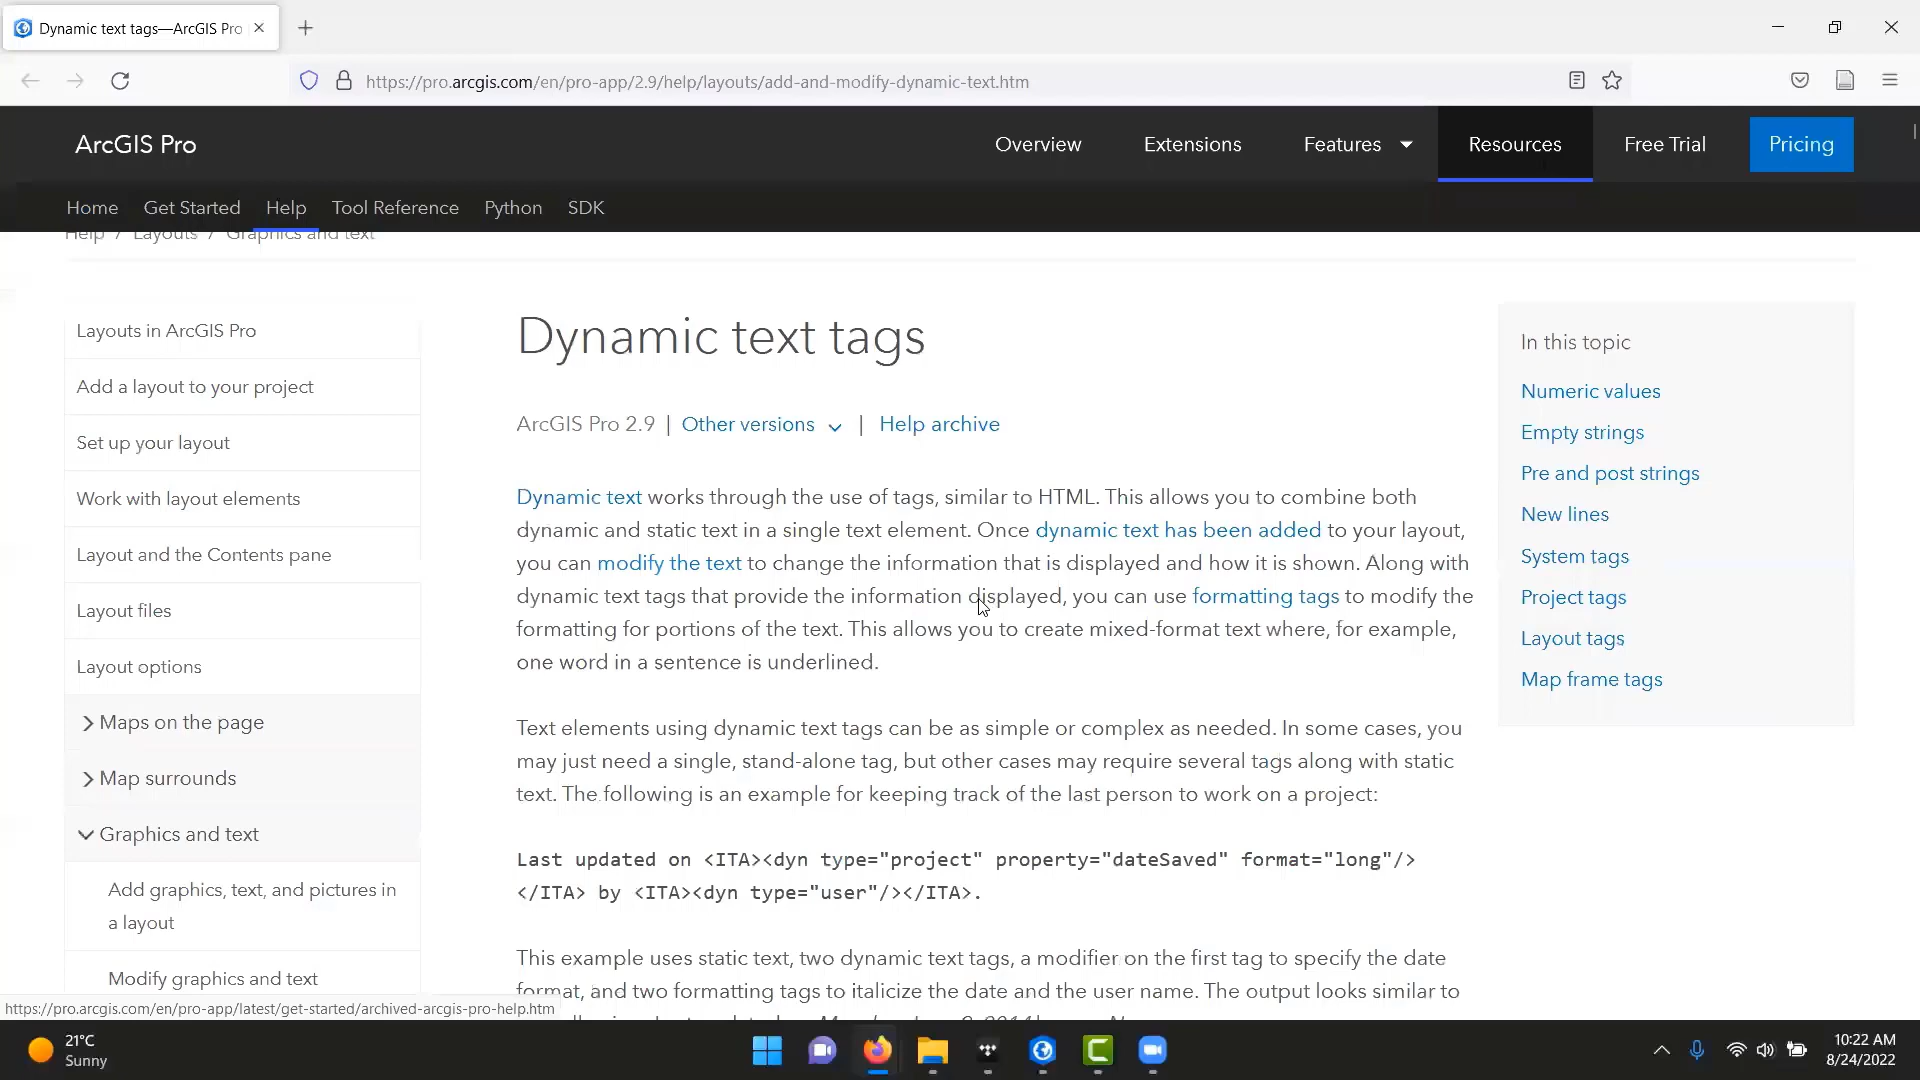 Dynamic text tags—ArcGIS Pro
https://pro.arcgis.com/en/pro-app/2.9/help/layouts/add-and-modify-dynamic-text.htm
ArcGIS Pro
Overview
Extensions
Features
Resources
Free Trial
Pricing
Home
Get Started
Help
Tool Reference
Python
SDK
Help / Layouts / Graphics and text
Layouts in ArcGIS Pro
Add a layout to your project
Set up your layout
Work with layout elements
Layout and the Contents pane
Layout files
Layout options
Maps on the page
Map surrounds
Graphics and text
Add graphics, text, and pictures in
a layout
Modify graphics and text
Dynamic text tags
ArcGIS Pro 2.9 | Other versions | Help archive
Dynamic text works through the use of tags, similar to HTML. This allows you to combine both
dynamic and static text in a single text element. Once dynamic text has been added to your layout,
you can modify the text to change the information that is displayed and how it is shown. Along with
dynamic text tags that provide the information displayed, you can use formatting tags to modify the
formatting for portions of the text. This allows you to create mixed-format text where, for example,
one word in a sentence is underlined.
Text elements using dynamic text tags can be as simple or complex as needed. In some cases, you
may just need a single, stand-alone tag, but other cases may require several tags along with static
text. The following is an example for keeping track of the last person to work on a project:
Last updated on <ITA><dyn type="project" property="dateSaved" format="long"/>
</ITA> by <ITA><dyn type="user"/></ITA>.
This example uses static text, two dynamic text tags, a modifier on the first tag to specify the date
format, and two formatting tags to italicize the date and the user name. The output looks similar to
In this topic
Numeric values
Empty strings
Pre and post strings
New lines
System tags
Project tags
Layout tags
Map frame tags
https://pro.arcgis.com/en/pro-app/latest/get-started/archived-arcgis-pro-help.htm
21°C
Sunny
10:22 AM
8/24/2022